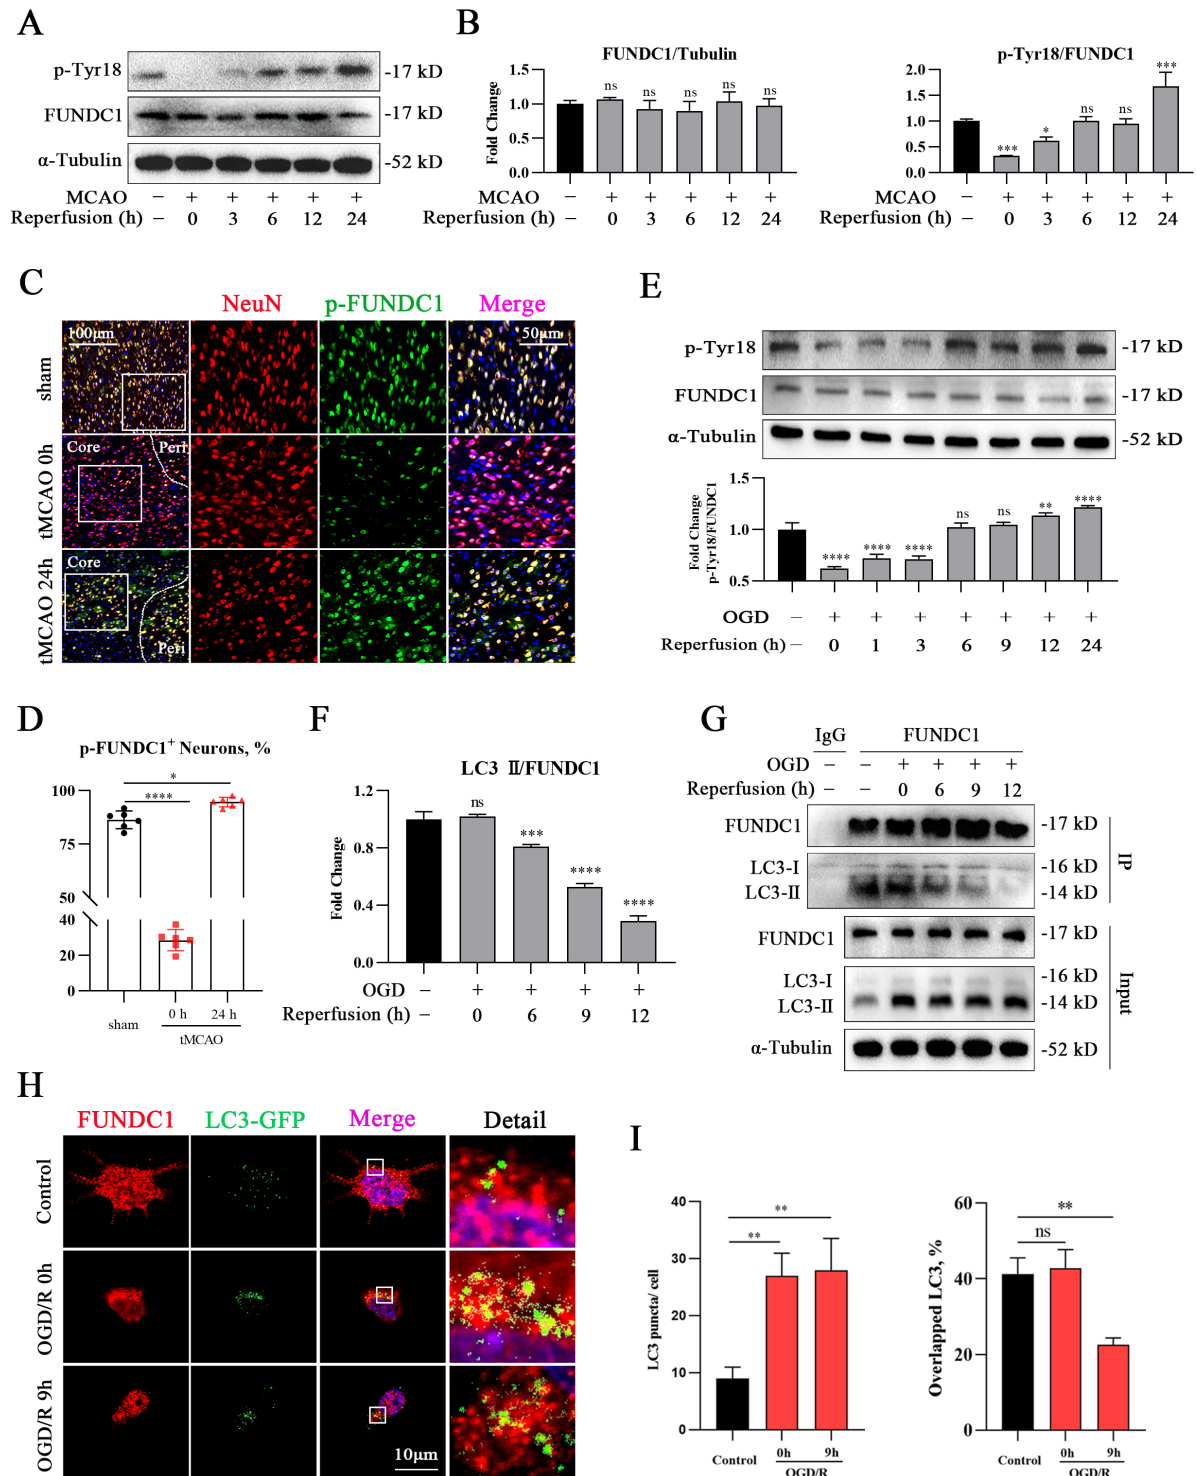 A
p-Tyr18
-17 kD
FUNDC1
-17 kD
α-Tubulin
-52 kD
MCAO − + + + + +
Reperfusion (h) − 0 3 6 12 24
B
FUNDC1/Tubulin
Fold Change
1.5
1.0
0.5
0.0
ns ns ns ns ns
MCAO − + + + + +
Reperfusion (h) − 0 3 6 12 24
p-Tyr18/FUNDC1
2.0
1.5
1.0
0.5
0.0
*** * ns ns ***
MCAO − + + + + +
Reperfusion (h) − 0 3 6 12 24
C
NeuN p-FUNDC1 Merge
100μm
50μm
sham
tMCAO 0h
Core Peri
tMCAO 24h
Core
Peri
E
p-Tyr18
-17 kD
FUNDC1
-17 kD
α-Tubulin
-52 kD
Fold Change
p-Tyr18/FUNDC1
1.5
1.0
0.5
**** **** **** ns ns ** ****
OGD − + + + + + + +
Reperfusion (h) − 0 1 3 6 9 12 24
D
p-FUNDC1+ Neurons, %
*
****
100
75
50
40
20
0
sham 0 h 24 h
tMCAO
F
LC3 Ⅱ/FUNDC1
Fold Change
1.2
0.8
0.4
0.0
ns *** **** ****
OGD − + + + +
Reperfusion (h) − 0 6 9 12
G
IgG FUNDC1
OGD − − + + + +
Reperfusion (h) − − 0 6 9 12
FUNDC1 -17 kD
LC3-I -16 kD
LC3-II -14 kD
IP
FUNDC1 -17 kD
LC3-I -16 kD
LC3-II -14 kD
α-Tubulin -52 kD
Input
H
FUNDC1 LC3-GFP Merge Detail
Control
OGD/R 0h
OGD/R 9h
10μm
I
LC3 puncta/ cell
40
30
20
10
0
**
**
Control 0h 9h
OGD/R
Overlapped LC3, %
60
40
20
0
**
ns
Control 0h 9h
OGD/R